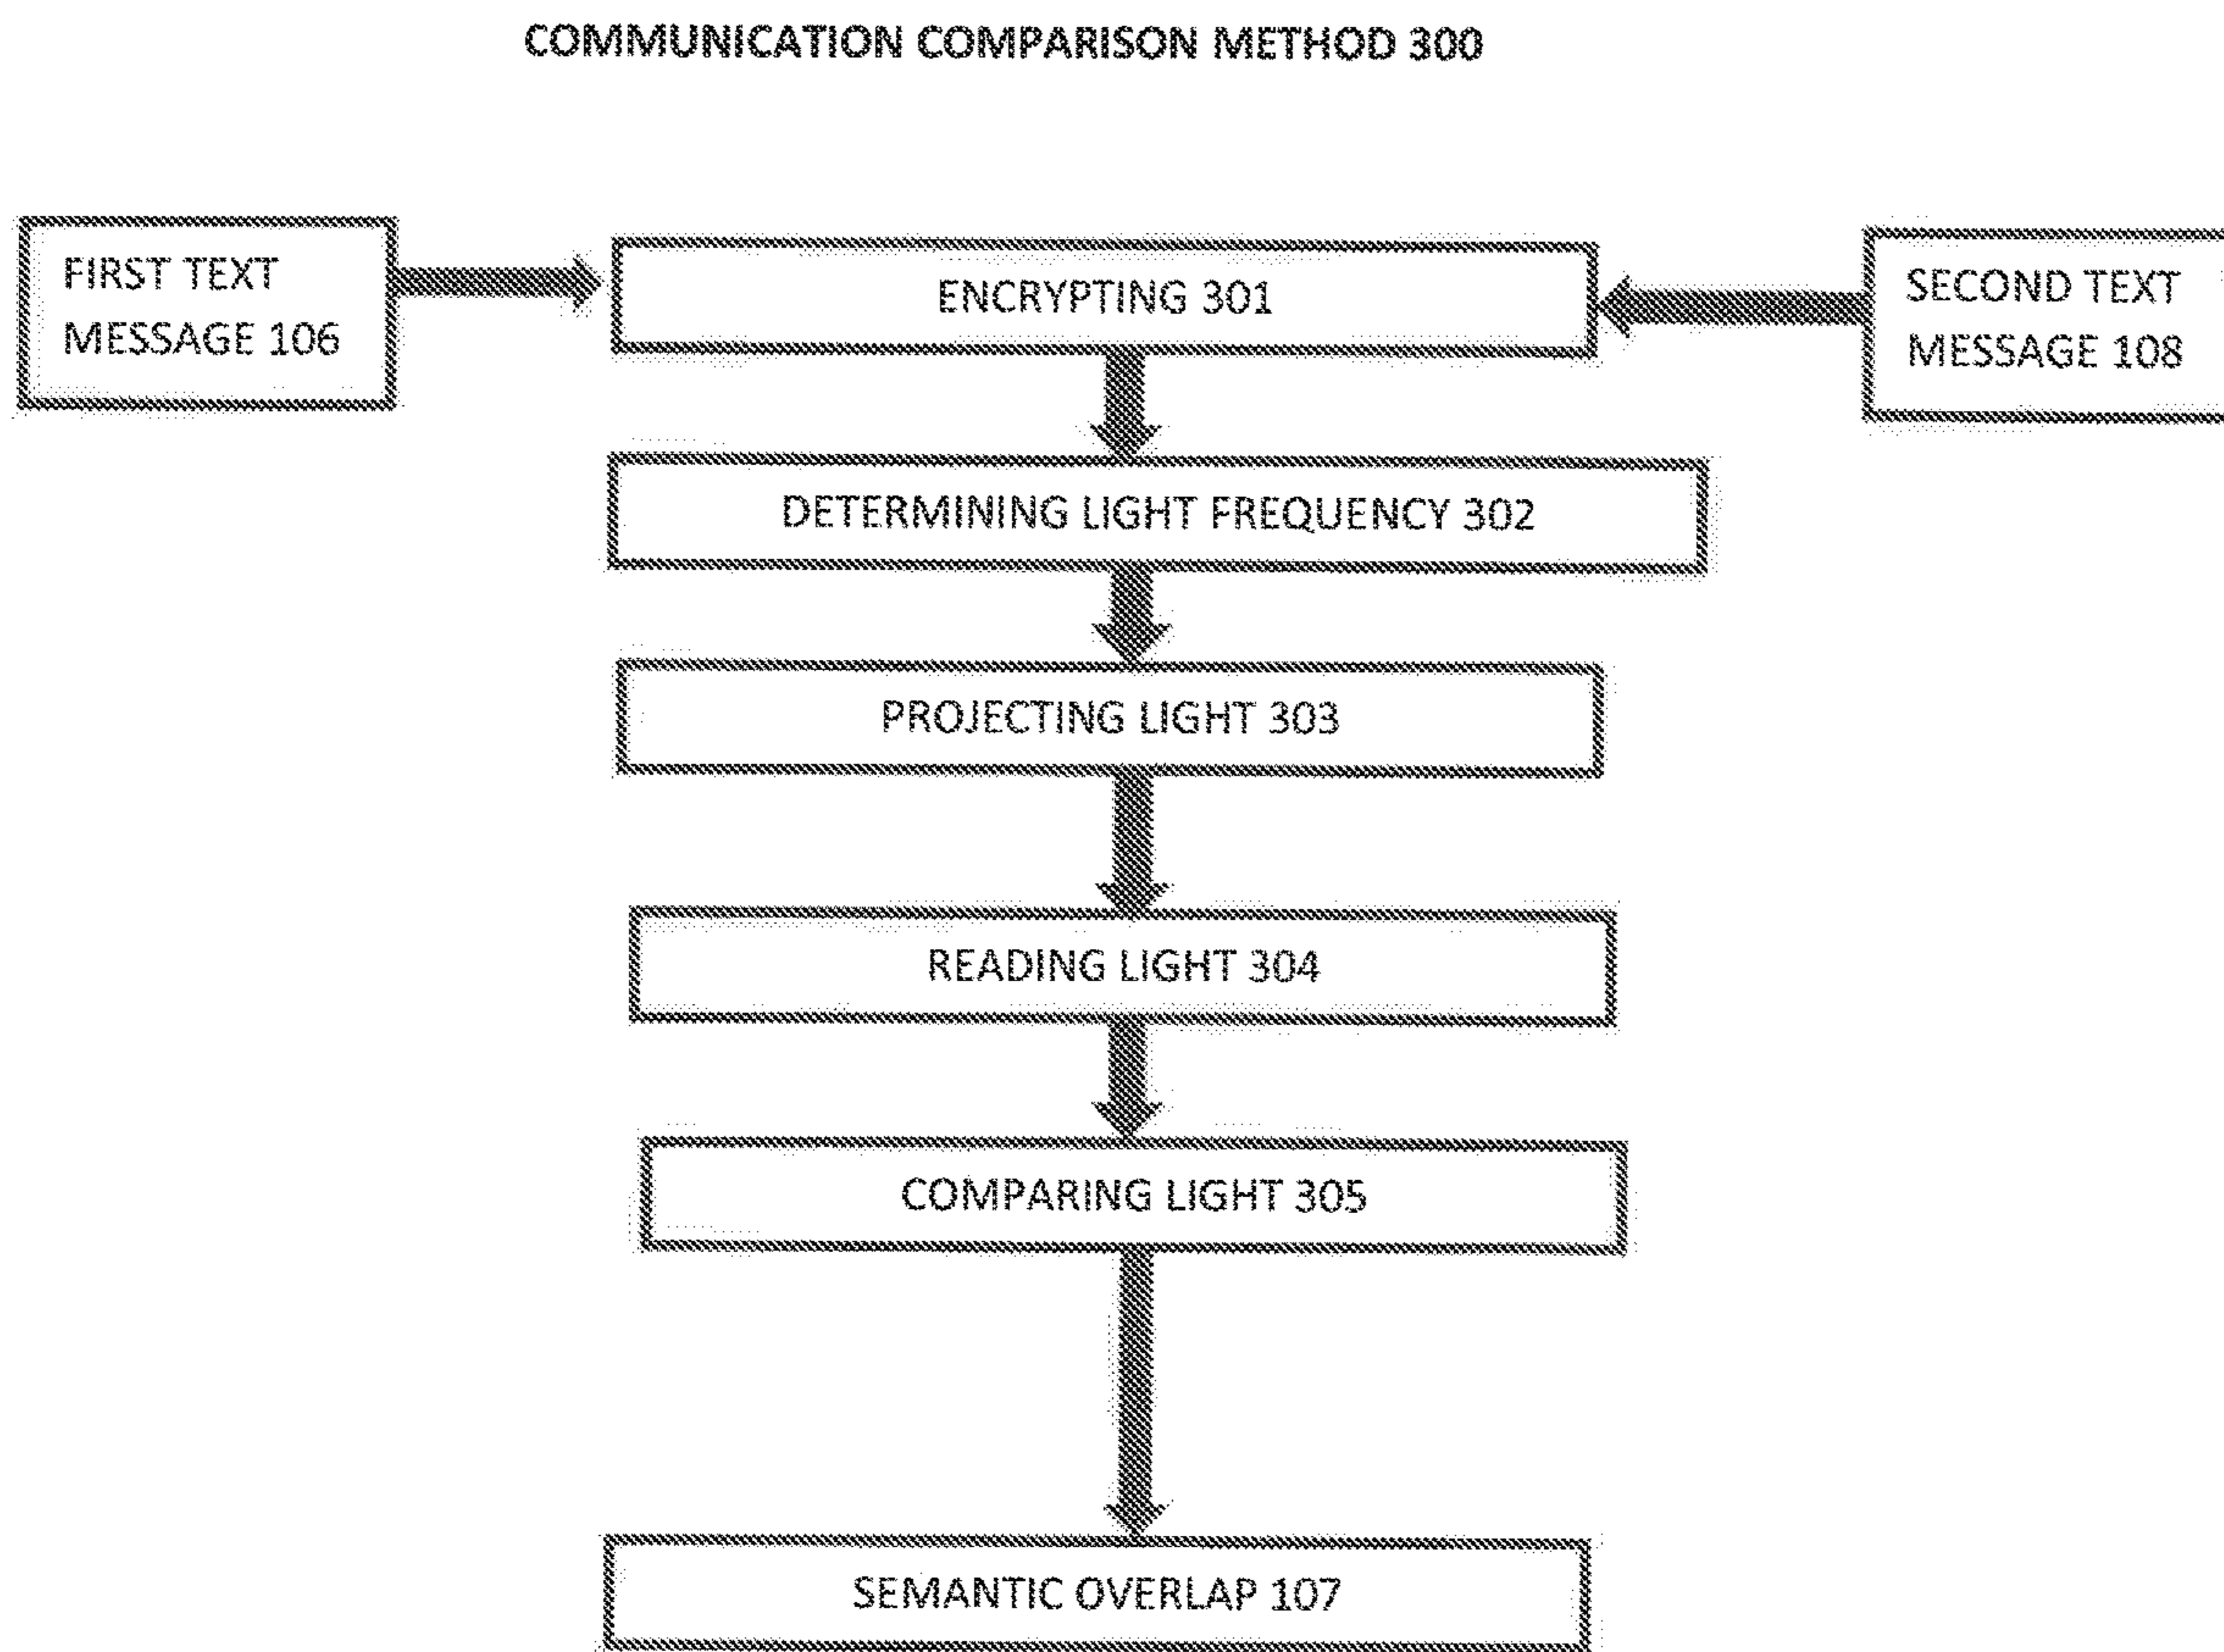 COMMUNICATION COMPARISON METHOD 300
FIRST TEXT
MESSAGE 106
ENCRYPTING 301
SECOND TEXT
MESSAGE 108
DETERMINING LIGHT FREQUENCY 302
PROJECTING LIGHT 303
READING LIGHT 304
COMPARING LIGHT 305
SEMANTIC OVERLAP 107